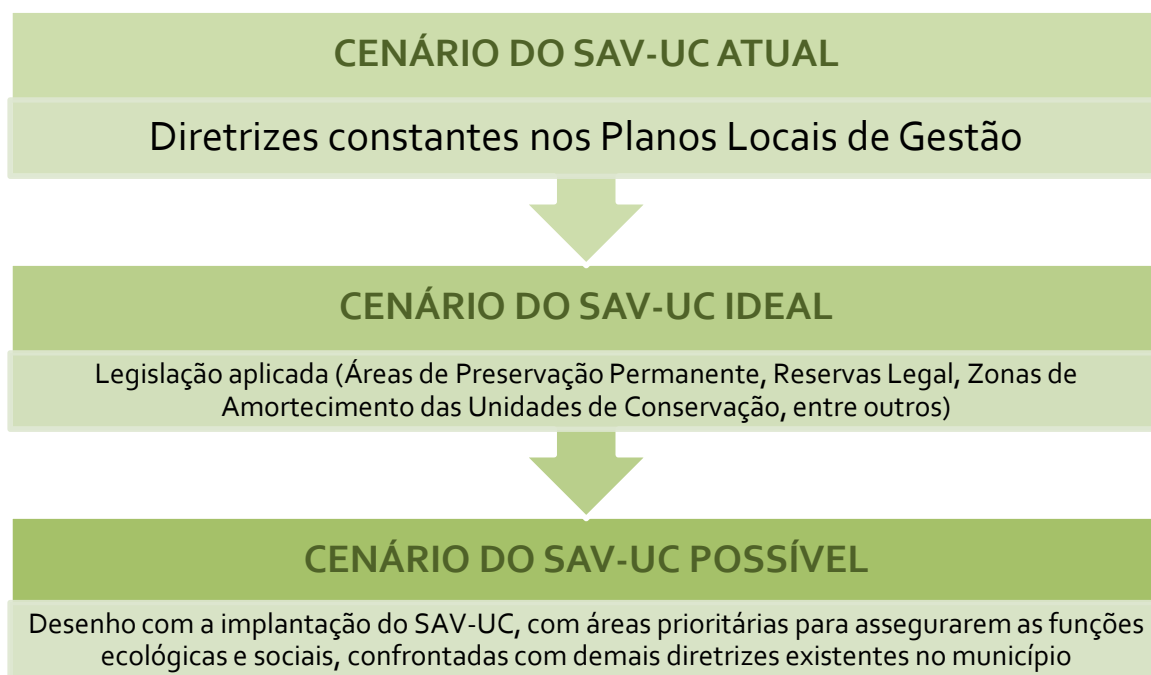 CENÁRIO DO SAV-UC ATUAL
Diretrizes constantes nos Planos Locais de Gestão
CENÁRIO DO SAV-UC IDEAL
Legislação aplicada (Áreas de Preservação Permanente, Reservas Legal, Zonas de
Amortecimento das Unidades de Conservação, entre outros)
CENÁRIO DO SAV-UC POSSÍVEL
Desenho com a implantação do SAV-UC, com áreas prioritárias para assegurarem as funções
ecológicas e sociais, confrontadas com demais diretrizes existentes no município